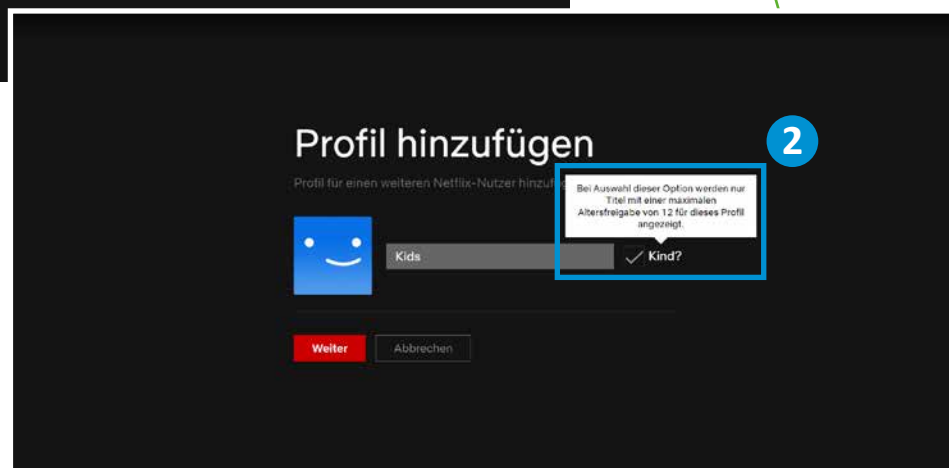 Profil hinzufügen
2
Profil für einen weiteren Netflix-Nutzer
Bei Auswahl dieser Option werden nur
Titel mit einer maximalen
Altersfreigabe von 12 für dieses Profil
angezeigt.
Kids
Kind?
Weiter
Abbrechen